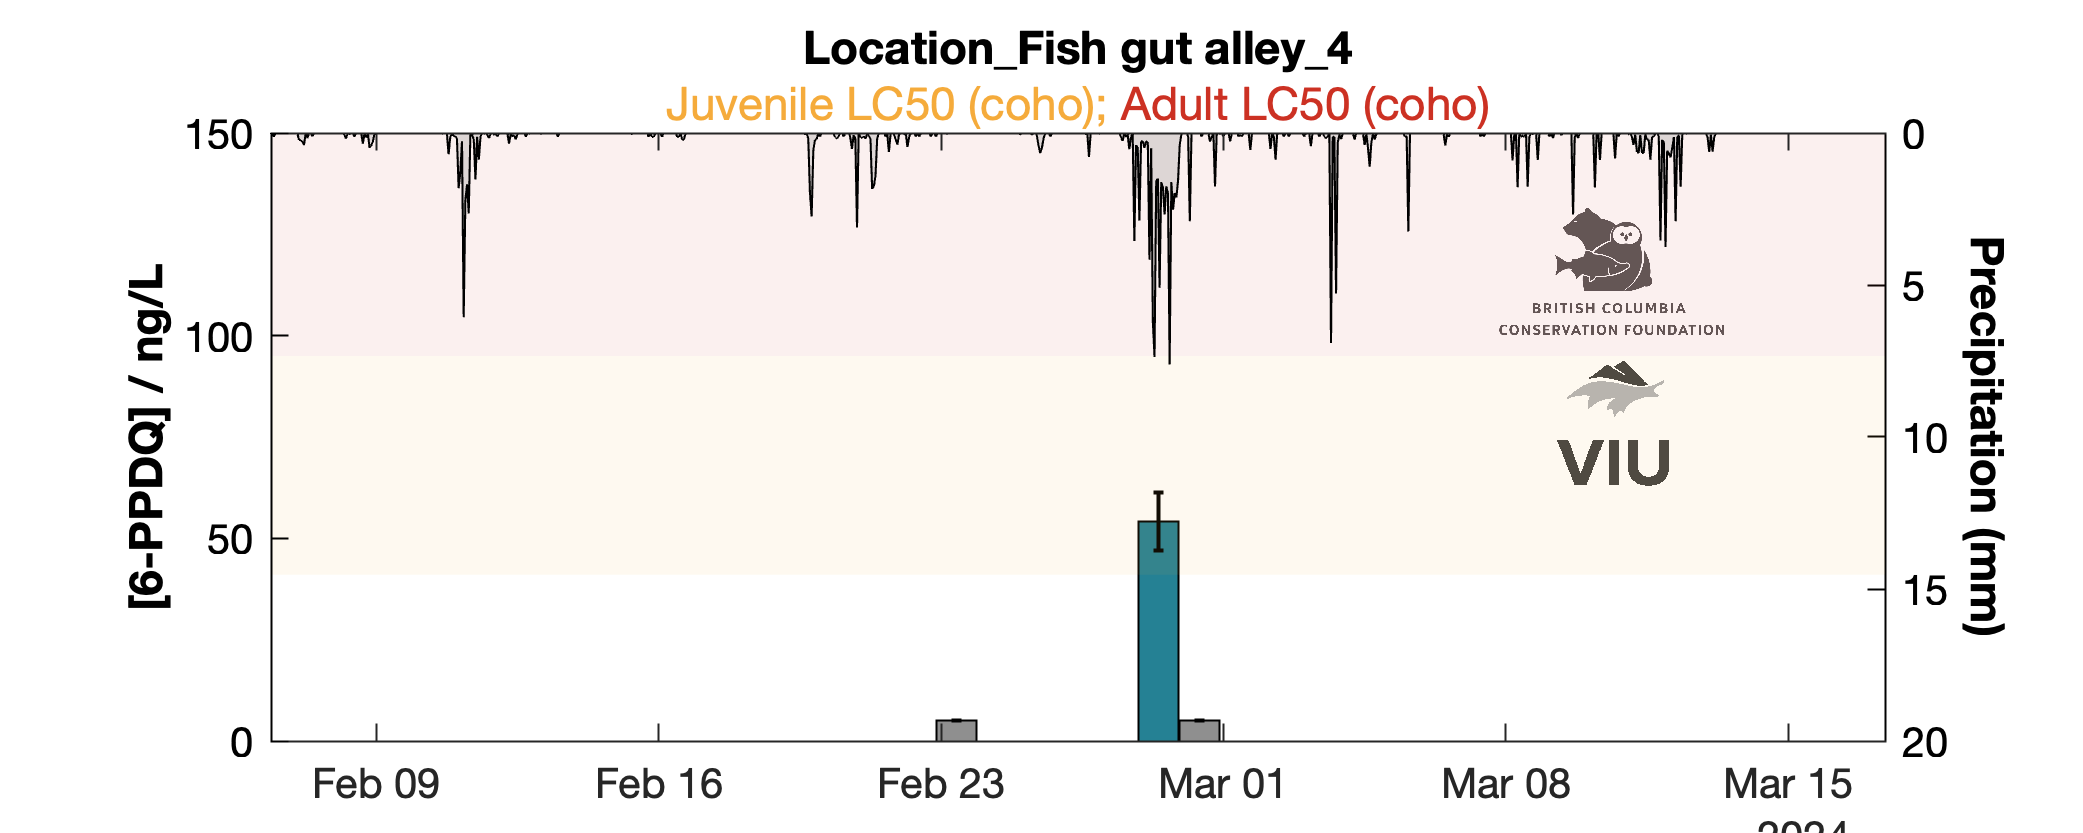 Location_Fish gut alley_4
Juvenile LC50 (coho); Adult LC50 (coho)
150
100
50
0
[6-PPDQ] / ng/L
0
5
10
15
20
Precipitation (mm)
BRITISH COLUMBIA
CONSERVATION FOUNDATION
VIU
Feb 09 Feb 16 Feb 23 Mar 01 Mar 08 Mar 15
2024